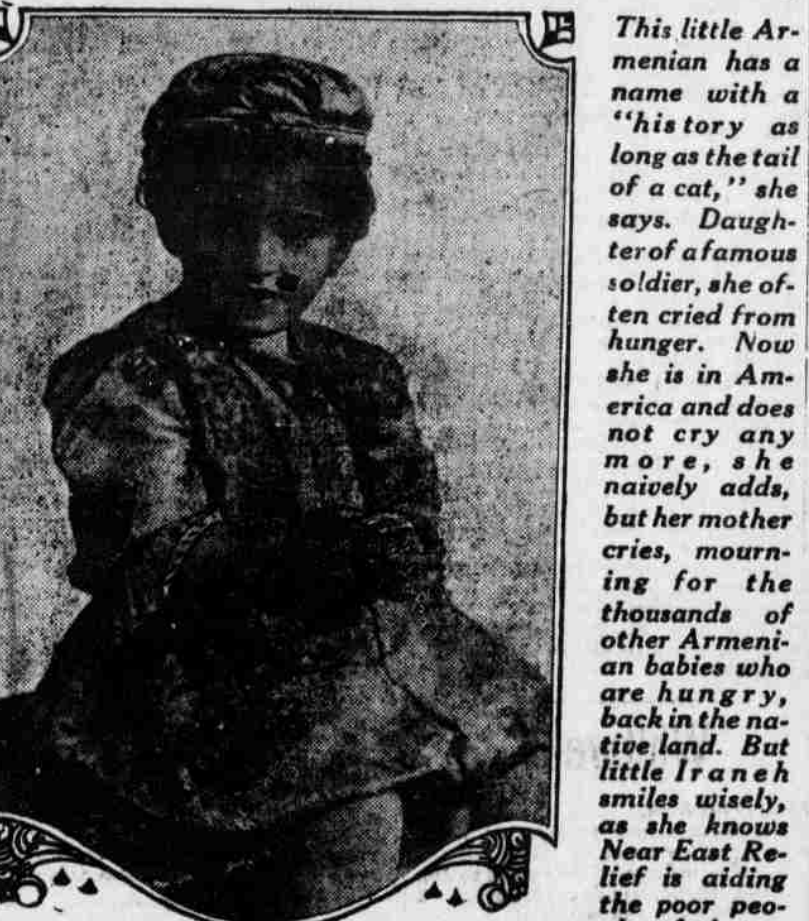 This little Ar-
menian has a
name with a
"history as
long as the tail
of a cat," she
says. Daugh-
ter of a famous
soldier, she of-
ten cried from
hunger. Now
she is in Am-
erica and does
not cry any
more, she
naively adds,
but her mother
cries, mourn-
ing for the
thousands of
other Armeni-
an babies who
are hungry,
back in the na-
tive land. But
little Iraneh
smiles wisely,
as she knows
Near East Re-
lief is aiding
the poor peo-